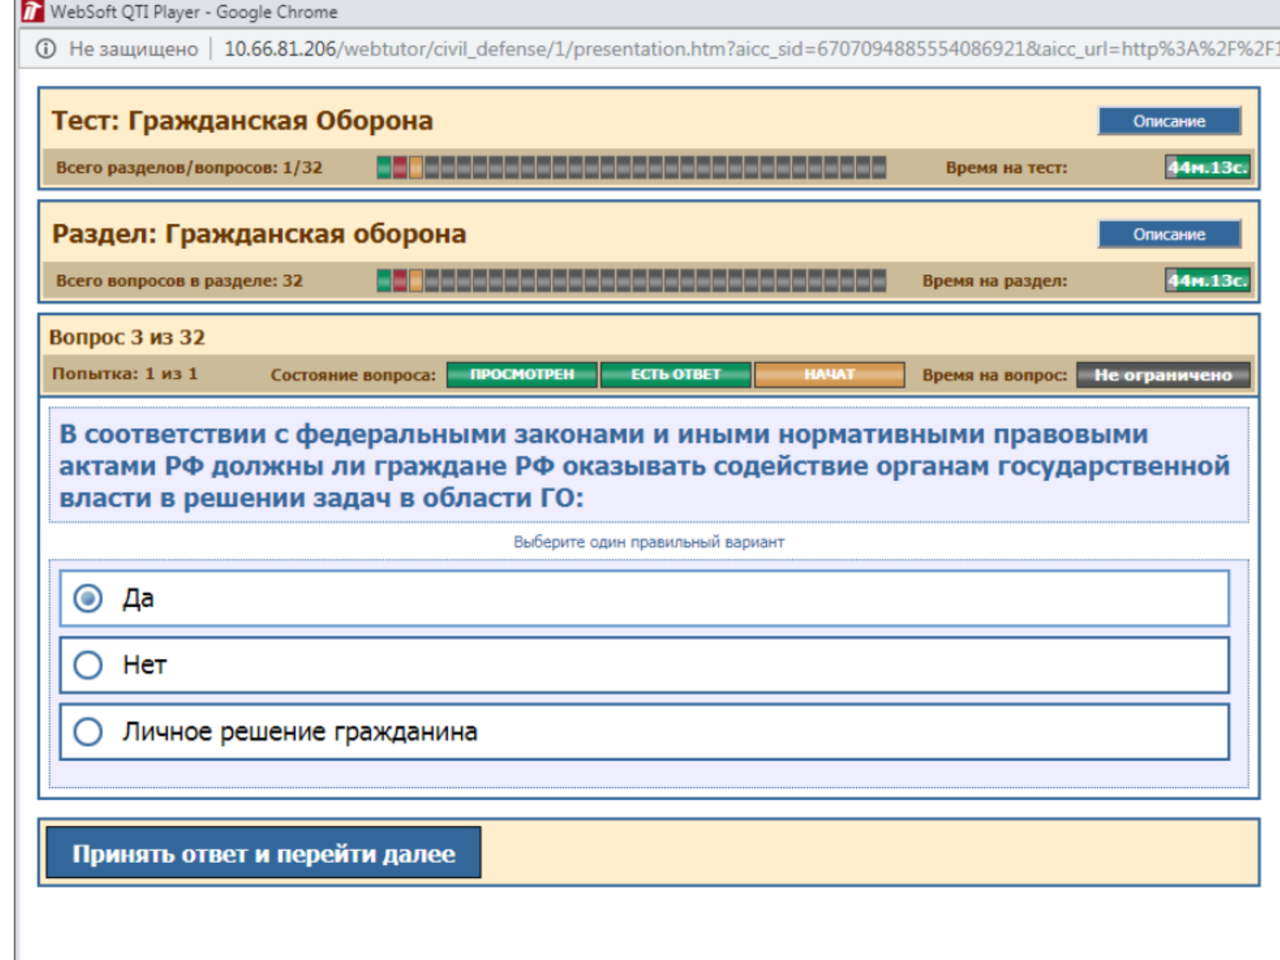 WebSoft QTI Player - Google Chrome
Не защищено | 10.66.81.206/webtutor/civil_defense/1/presentation.htm?aicc_sid=6707094885554086921&aicc_url=http%3A%2F%2F1
Тест: Гражданская Оборона
Описание
Всего разделов/вопросов: 1/32
Время на тест:
44м.13с.
Раздел: Гражданская оборона
Описание
Всего вопросов в разделе: 32
Время на раздел:
44м.13с.
Вопрос 3 из 32
Попытка: 1 из 1
Состояние вопроса:
ПРОСМОТРЕН
ЕСТЬ ОТВЕТ
НАЧАТ
Время на вопрос:
Не ограничено
В соответствии с федеральными законами и иными нормативными правовыми
актами РФ должны ли граждане РФ оказывать содействие органам государственной
власти в решении задач в области ГО:
Выберите один правильный вариант
Да
Нет
Личное решение гражданина
Принять ответ и перейти далее